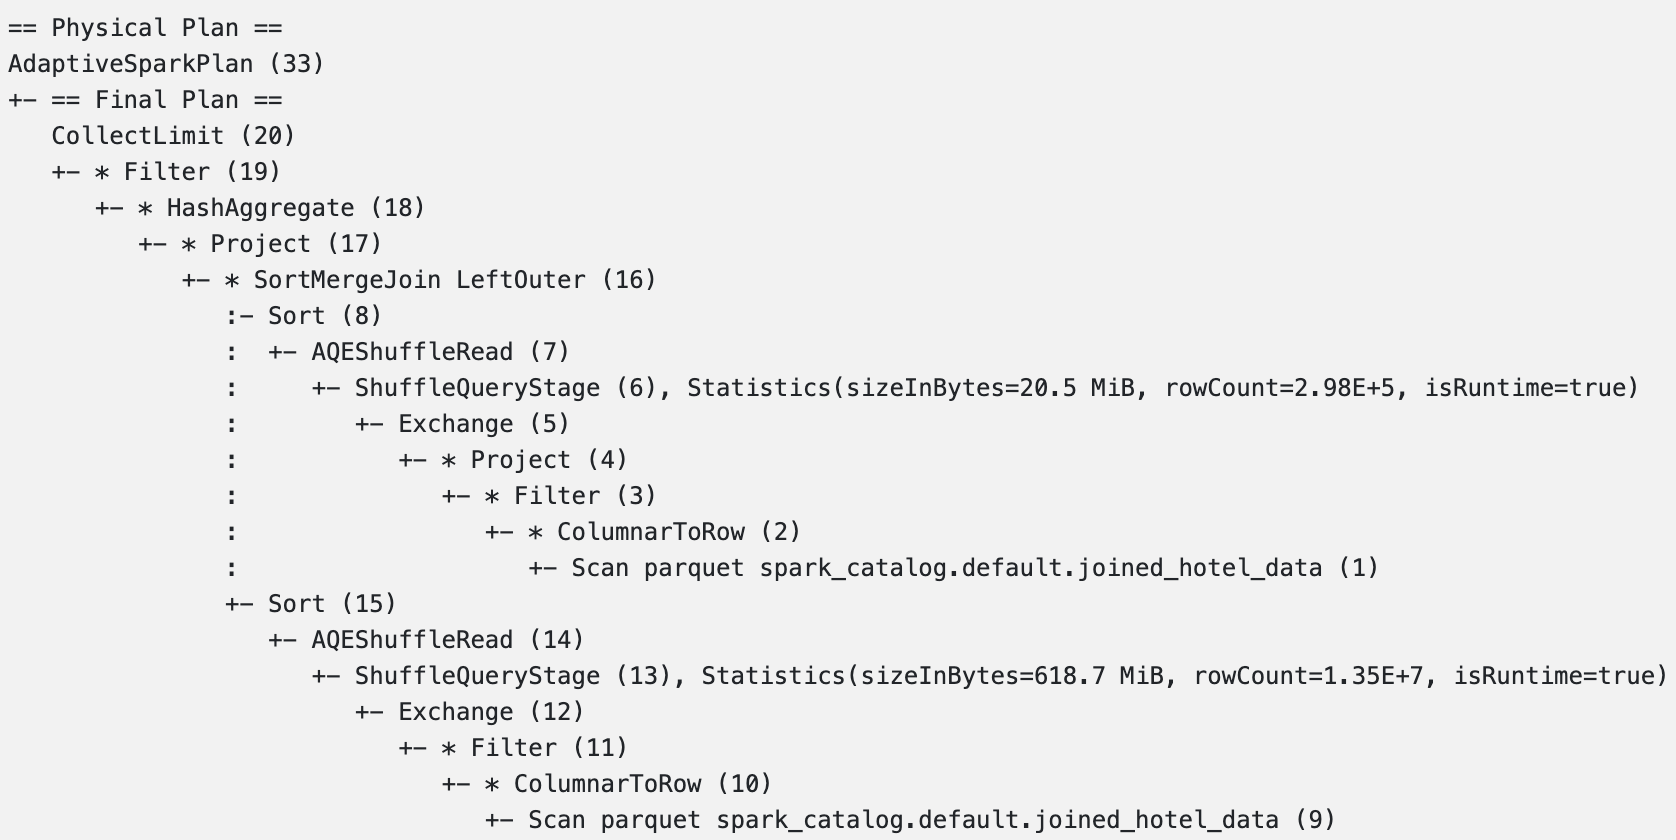 == Physical Plan ==
AdaptiveSparkPlan (33)
+- == Final Plan ==
   CollectLimit (20)
   +- * Filter (19)
      +- * HashAggregate (18)
         +- * Project (17)
            +- * SortMergeJoin LeftOuter (16)
               :- Sort (8)
               :  +- AQEShuffleRead (7)
               :     +- ShuffleQueryStage (6), Statistics(sizeInBytes=20.5 MiB, rowCount=2.98E+5, isRuntime=true)
               :        +- Exchange (5)
               :           +- * Project (4)
               :              +- * Filter (3)
               :                 +- * ColumnarToRow (2)
               :                    +- Scan parquet spark_catalog.default.joined_hotel_data (1)
               +- Sort (15)
                  +- AQEShuffleRead (14)
                     +- ShuffleQueryStage (13), Statistics(sizeInBytes=618.7 MiB, rowCount=1.35E+7, isRuntime=true)
                        +- Exchange (12)
                           +- * Filter (11)
                              +- * ColumnarToRow (10)
                                 +- Scan parquet spark_catalog.default.joined_hotel_data (9)